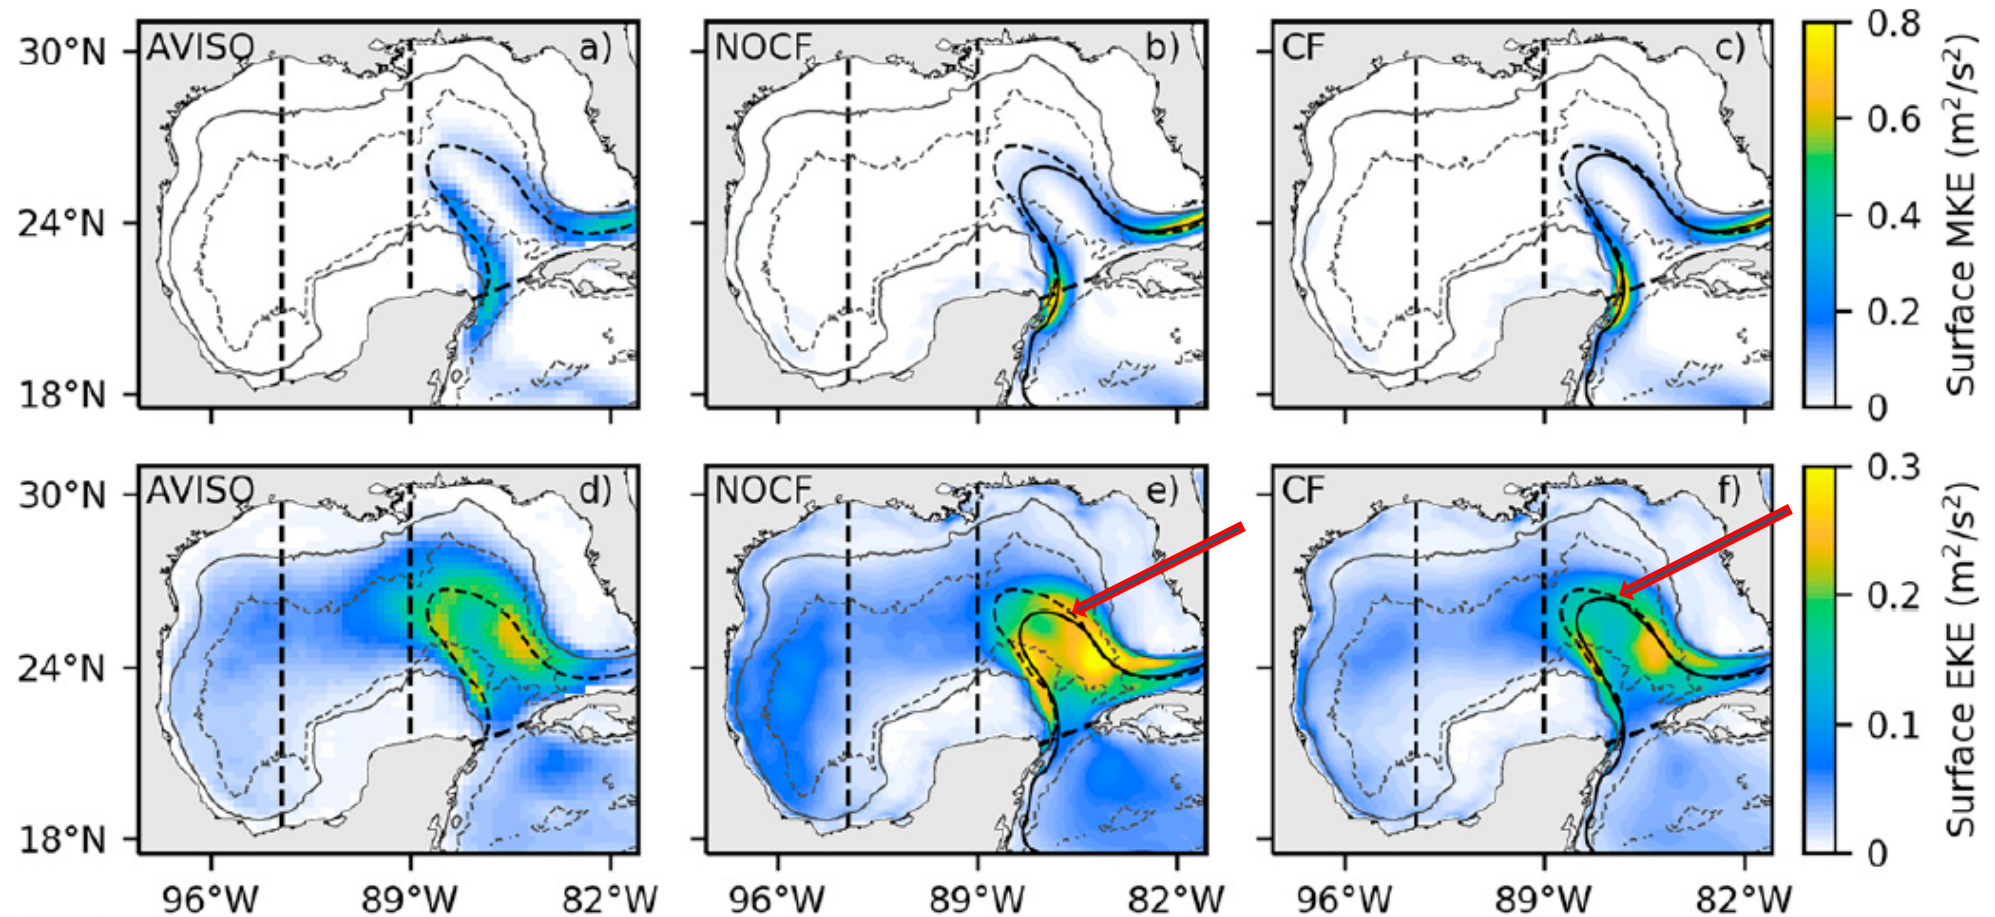 AVISO a)
NOCF b)
CF c)
30°N
24°N
18°N
0.8
0.6
0.4
0.2
0
Surface MKE (m²/s²)
AVISO d)
NOCF e)
CF f)
30°N
24°N
18°N
96°W 89°W 82°W
96°W 89°W 82°W
96°W 89°W 82°W
0.3
0.2
0.1
0
Surface EKE (m²/s²)